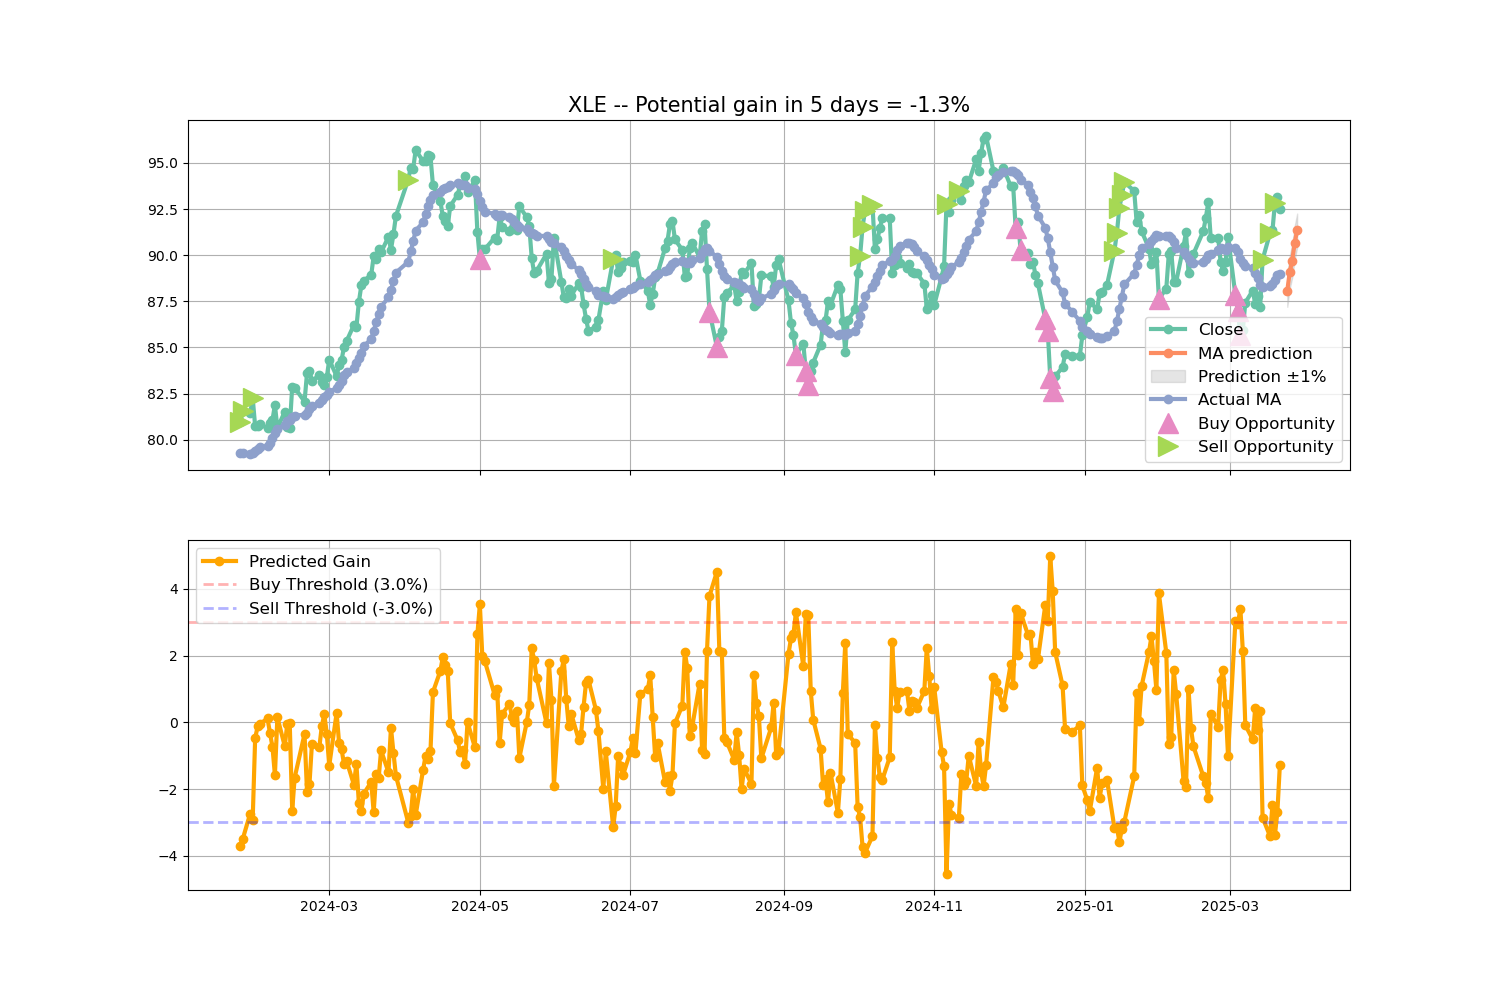 XLE -- Potential gain in 5 days = -1.3%
95.0
92.5
90.0
87.5
85.0
82.5
80.0
Close
MA prediction
Prediction ±1%
Actual MA
Buy Opportunity
Sell Opportunity
Predicted Gain
Buy Threshold (3.0%)
Sell Threshold (-3.0%)
4
2
0
−2
−4
2024-03
2024-05
2024-07
2024-09
2024-11
2025-01
2025-03